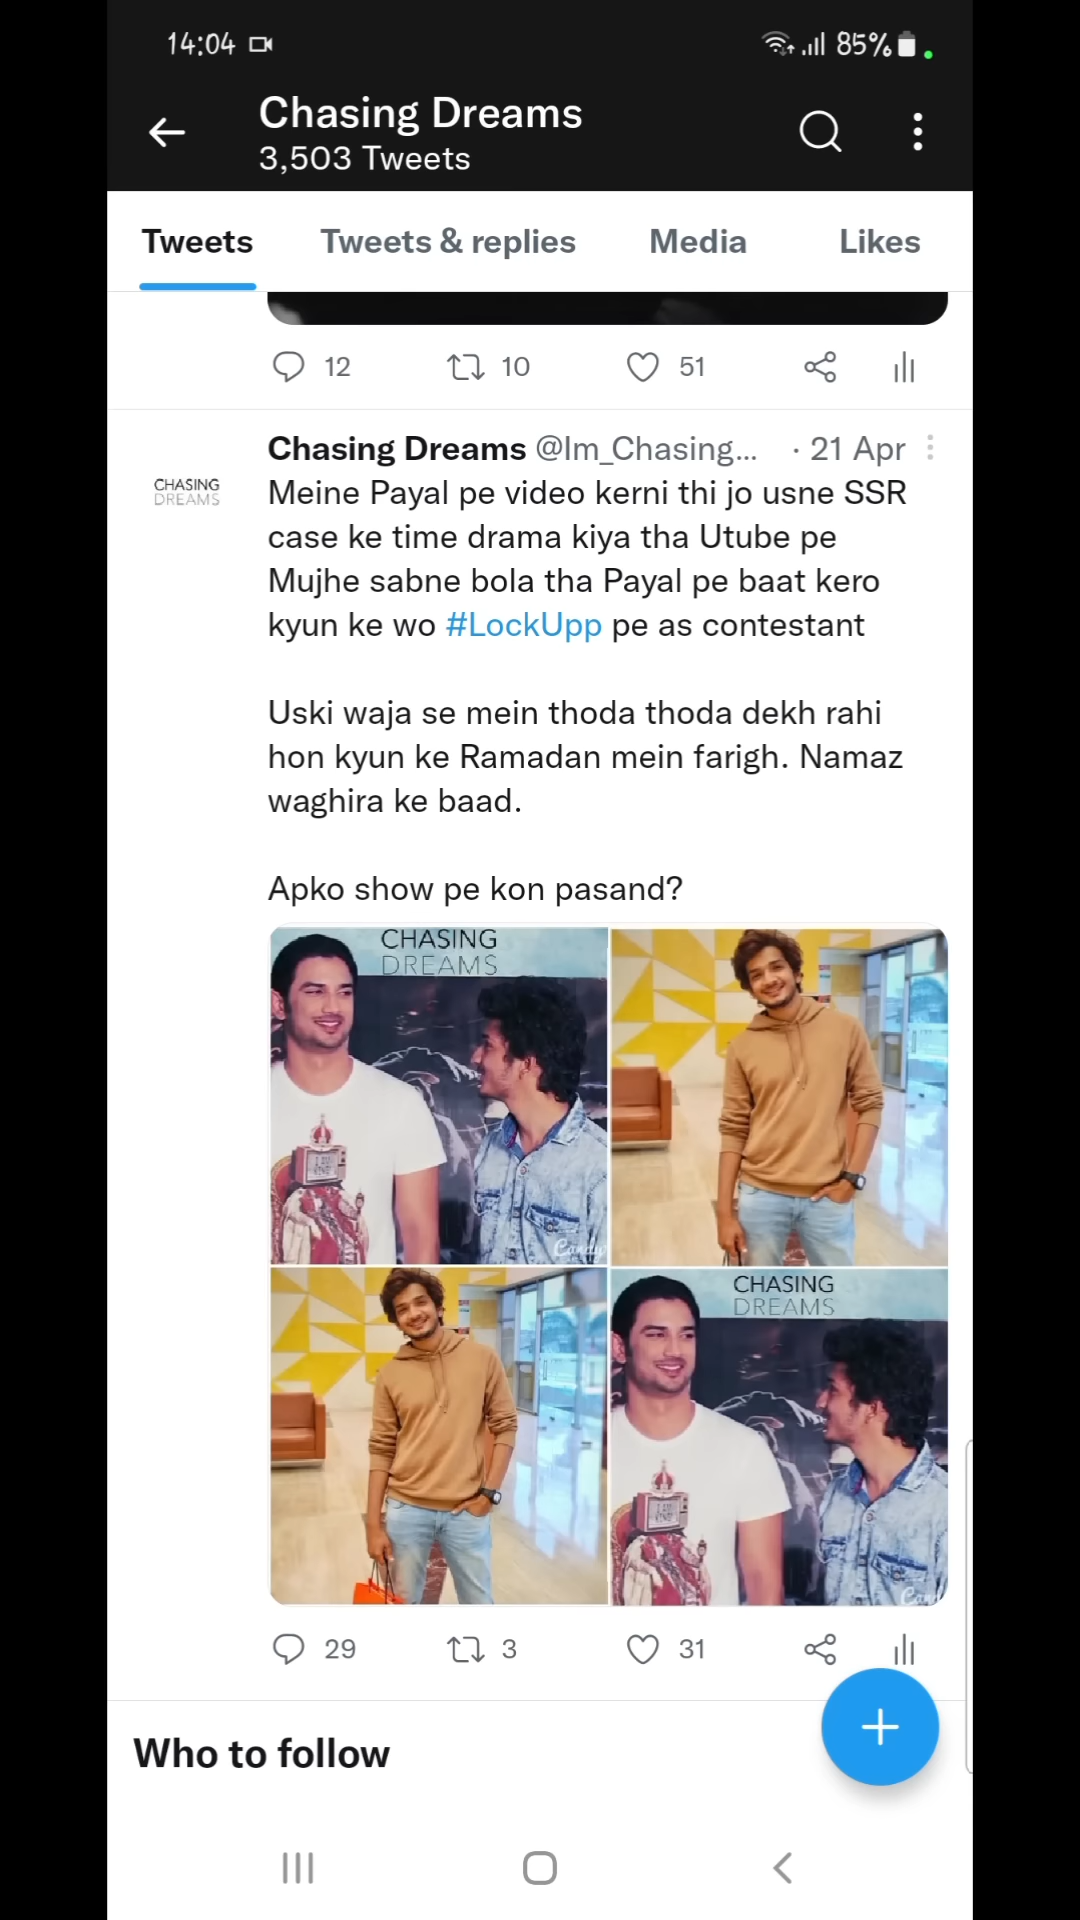 14:04
85%
Chasing Dreams
3,503 Tweets
Tweets
Tweets & replies
Media
Likes
12
10
51
Chasing Dreams @Im_Chasing... · 21 Apr
CHASING
DREAMS
Meine Payal pe video kerni thi jo usne SSR
case ke time drama kiya tha Utube pe
Mujhe sabne bola tha Payal pe baat kero
kyun ke wo #LockUpp pe as contestant
Uski waja se mein thoda thoda dekh rahi
hon kyun ke Ramadan mein farigh. Namaz
waghira ke baad.
Apko show pe kon pasand?
CHASING
DREAMS
CHASING
DREAMS
29
3
31
Who to follow